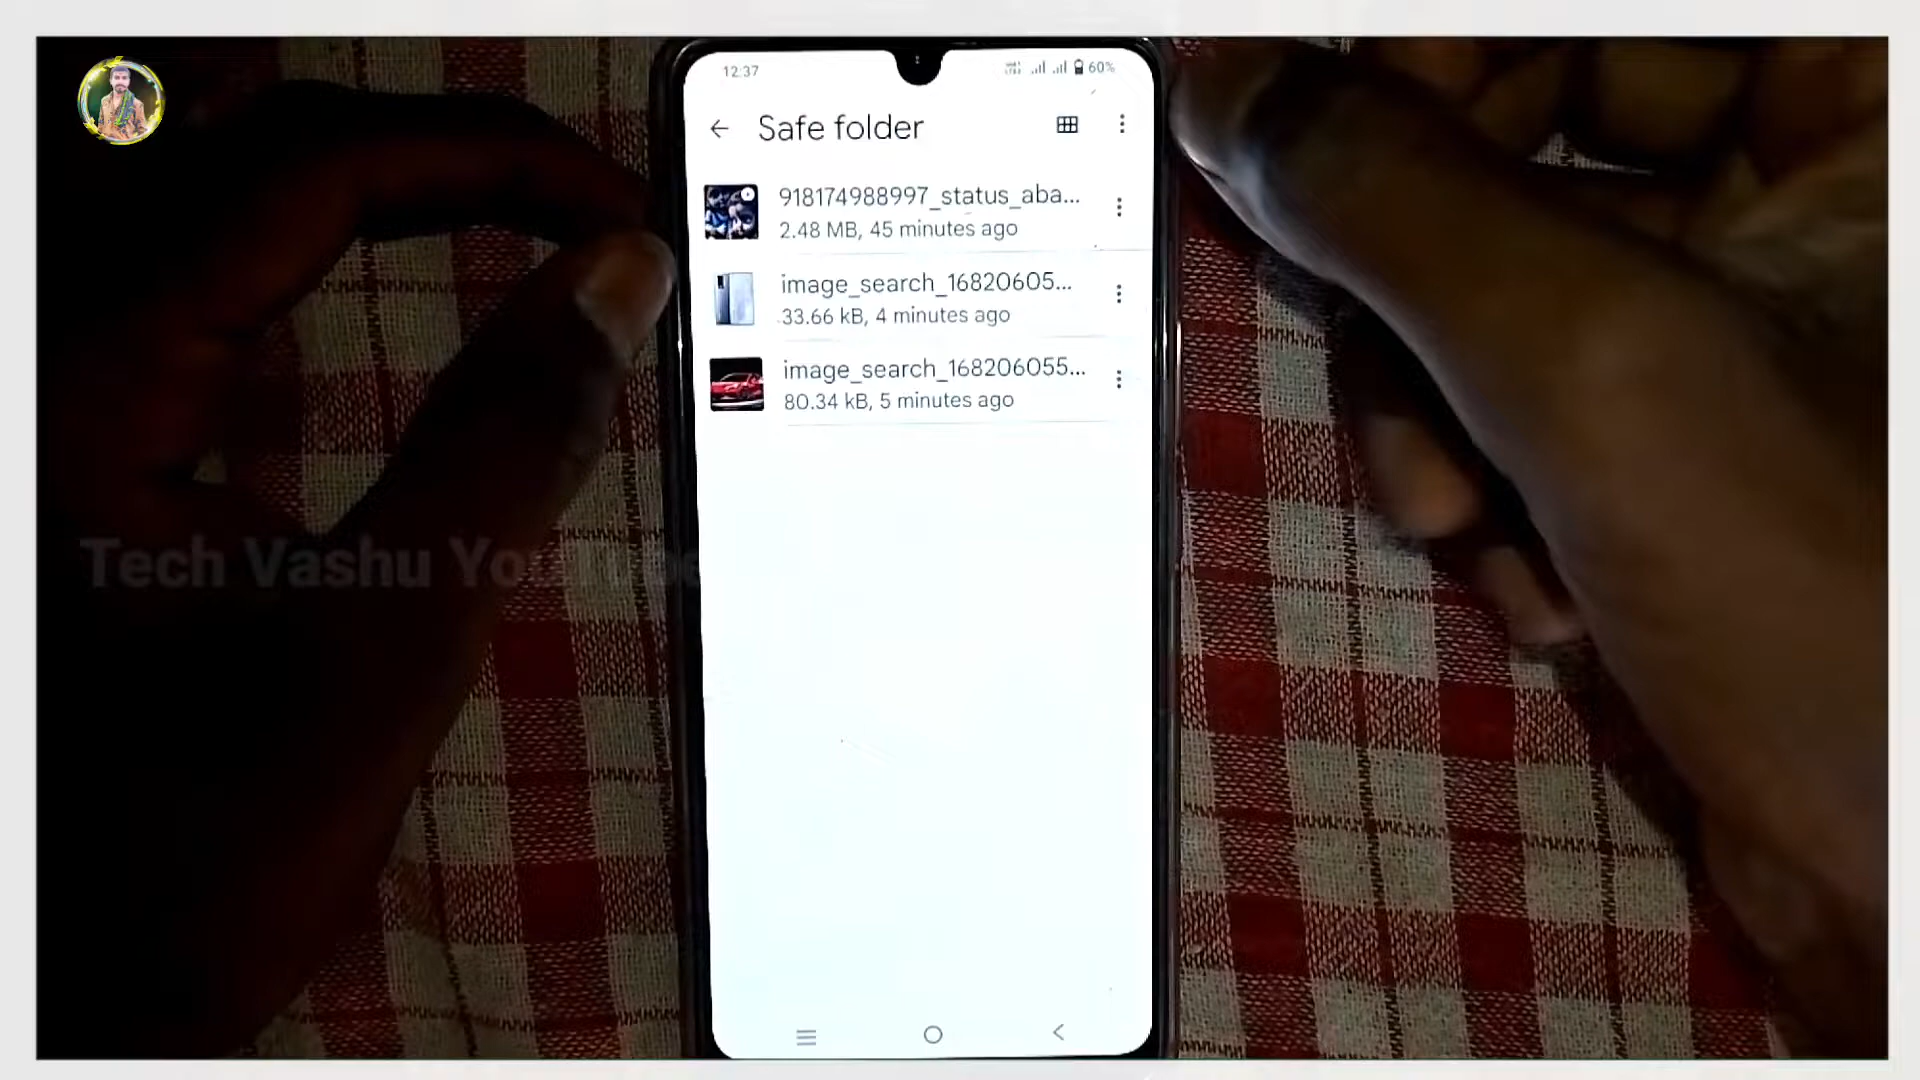 12:37
60%
Safe folder
918174988997_status_aba...
2.48 MB, 45 minutes ago
image_search_16820605...
33.66 kB, 4 minutes ago
image_search_168206055...
80.34 kB, 5 minutes ago
Tech Vashu YouTube